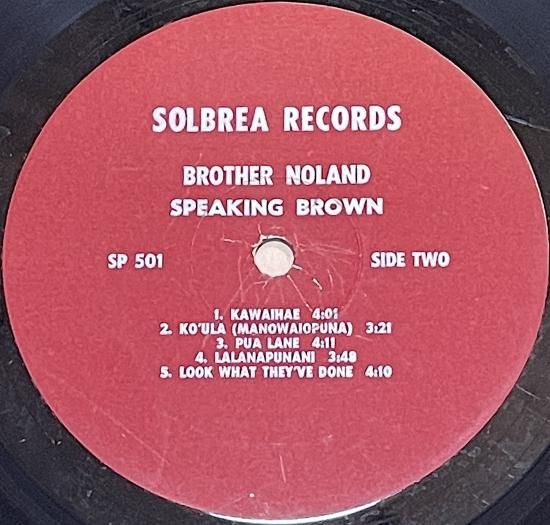 SOLBREA RECORDS
BROTHER NOLAND
SPEAKING BROWN
SP 501 SIDE TWO
1. KAWAIHAE 4:01
2. KO'ULA (MANOWAIOPUNA) 3:21
3. PUA LANE 4:11
4. LALANAPUNANI 3:48
5. LOOK WHAT THEY'VE DONE 4:10